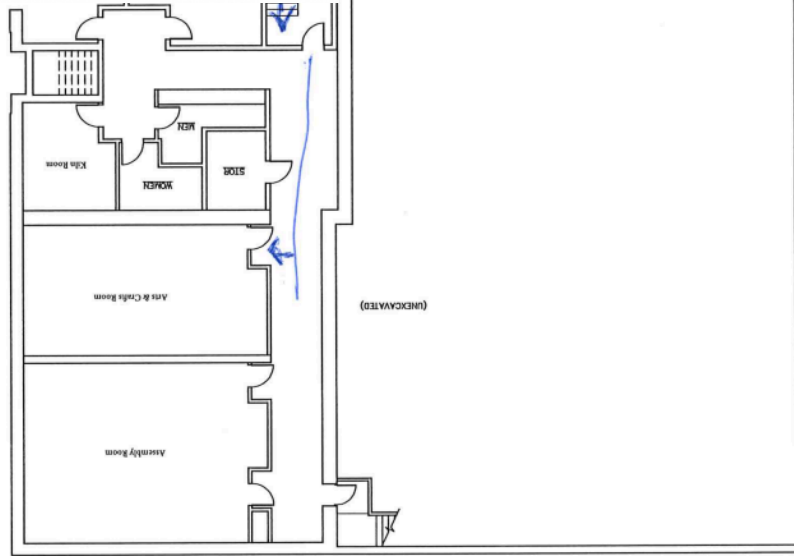 MEN
Kiln Room
STOR
WOMEN
Arts & Crafts Room
(UNEXCAVATED)
Assembly Room